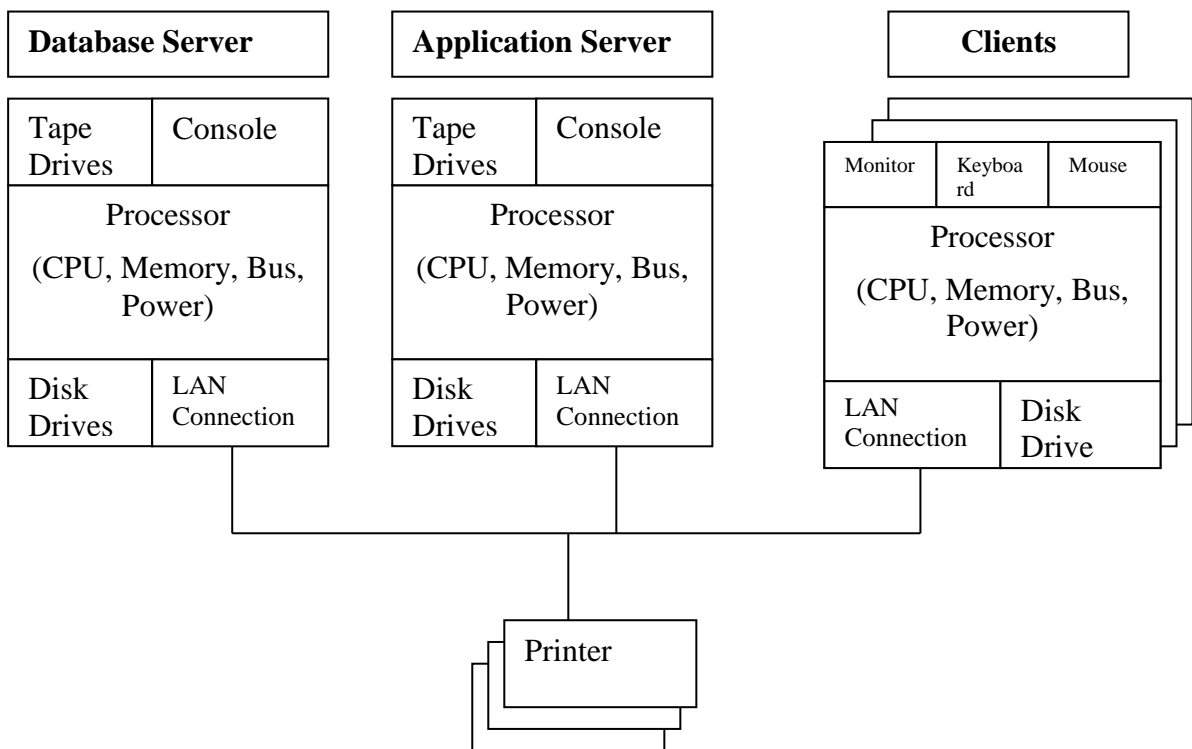 Database Server
Application Server
Clients
Tape
Drives
Console
Processor
(CPU, Memory, Bus,
Power)
Disk
Drives
LAN
Connection
Tape
Drives
Console
Processor
(CPU, Memory, Bus,
Power)
Disk
Drives
LAN
Connection
Monitor
Keyboa
rd
Mouse
Processor
(CPU, Memory, Bus,
Power)
LAN
Connection
Disk
Drive
Printer